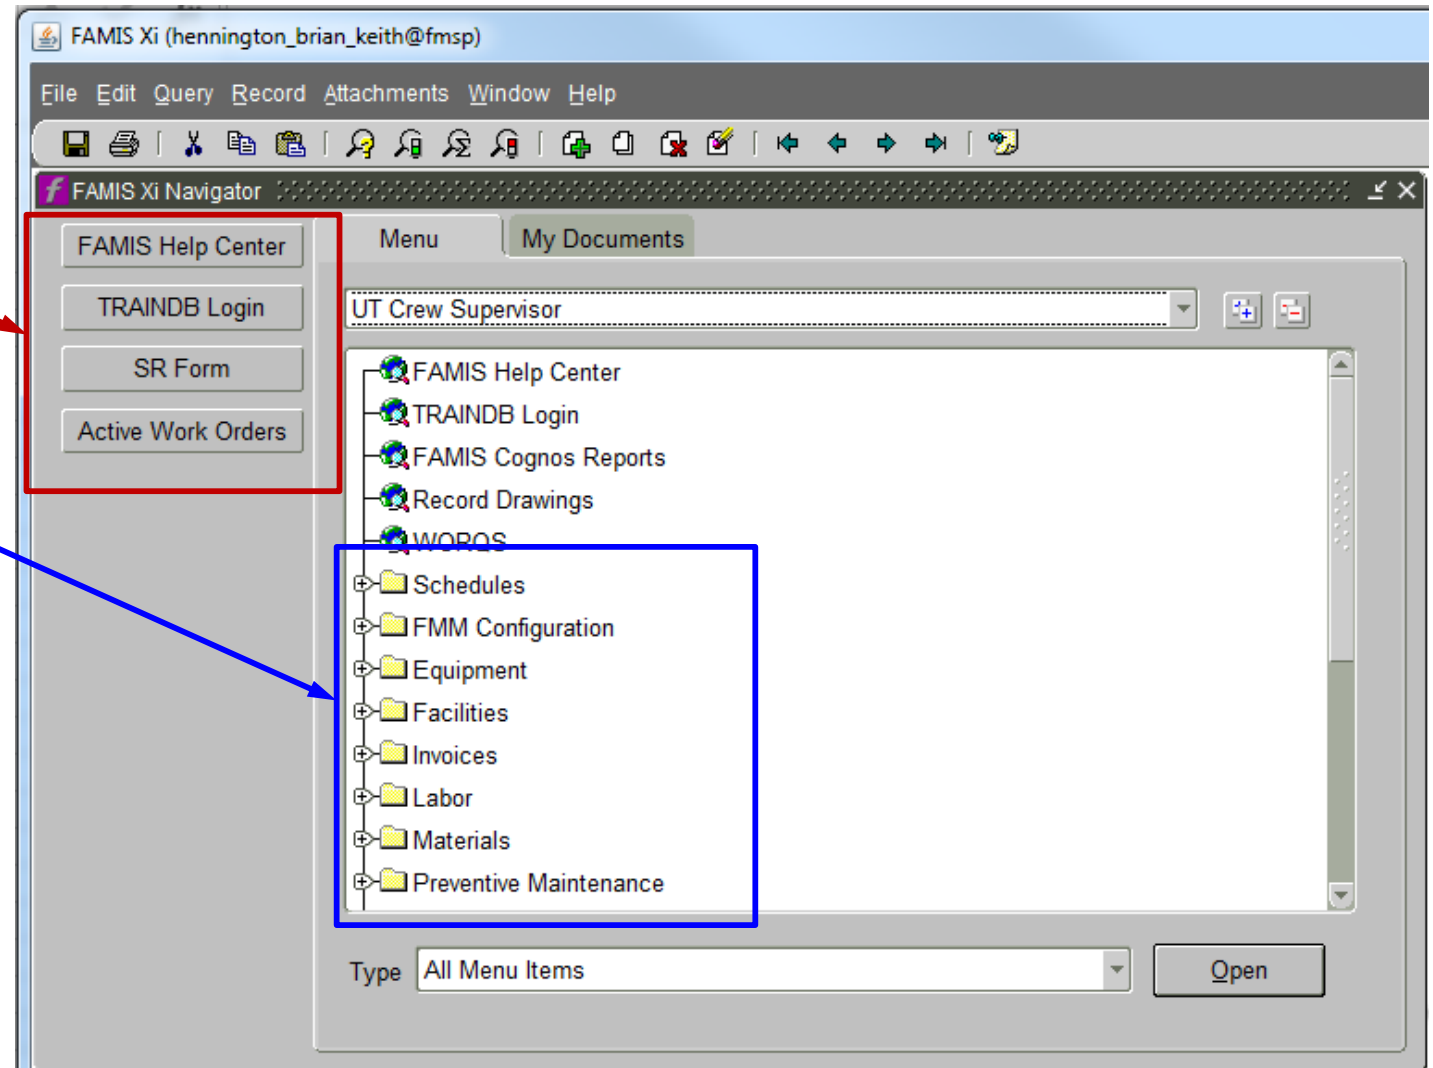 FAMIS Xi (hennington_brian_keith@fmsp)
File Edit Query Record Attachments Window Help
FAMIS Xi Navigator
FAMIS Help Center
TRAINDB Login
SR Form
Active Work Orders
Menu My Documents
UT Crew Supervisor
FAMIS Help Center
TRAINDB Login
FAMIS Cognos Reports
Record Drawings
WORQS
Schedules
FMM Configuration
Equipment
Facilities
Invoices
Labor
Materials
Preventive Maintenance
Type All Menu Items Open